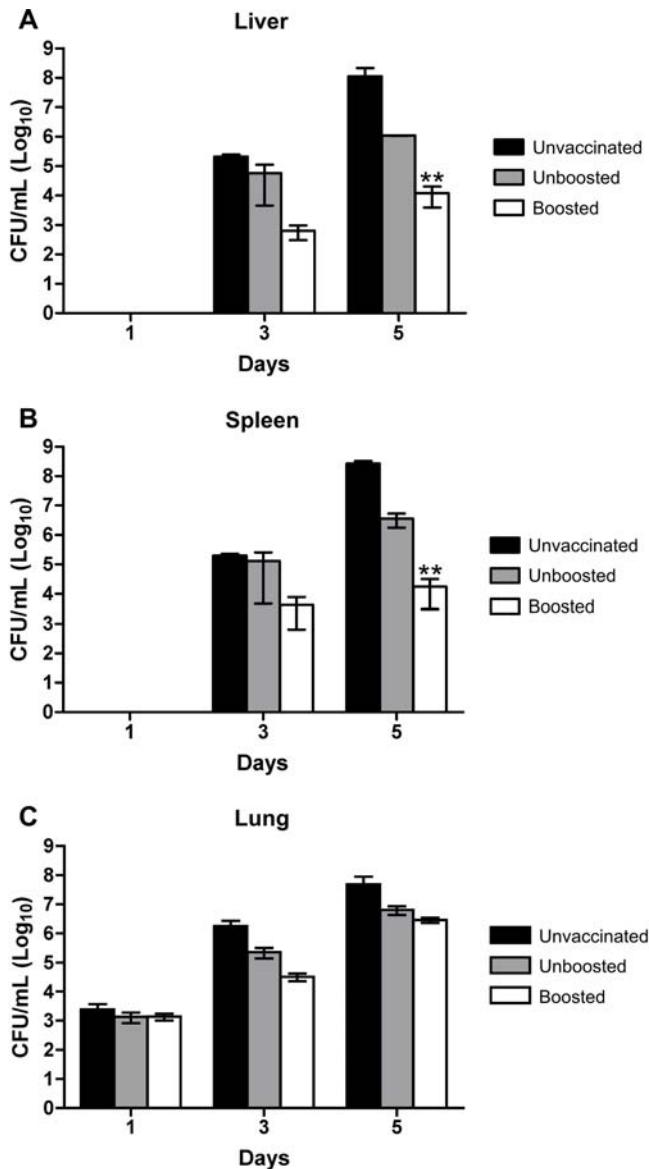 A
Liver
CFU/mL (Log10)
9
8
7
6
5
4
3
2
1
0
**
1 3 5
Days
Unvaccinated
Unboosted
Boosted
B
Spleen
CFU/mL (Log10)
9
8
7
6
5
4
3
2
1
0
**
1 3 5
Days
Unvaccinated
Unboosted
Boosted
C
Lung
CFU/mL (Log10)
9
8
7
6
5
4
3
2
1
0
1 3 5
Days
Unvaccinated
Unboosted
Boosted